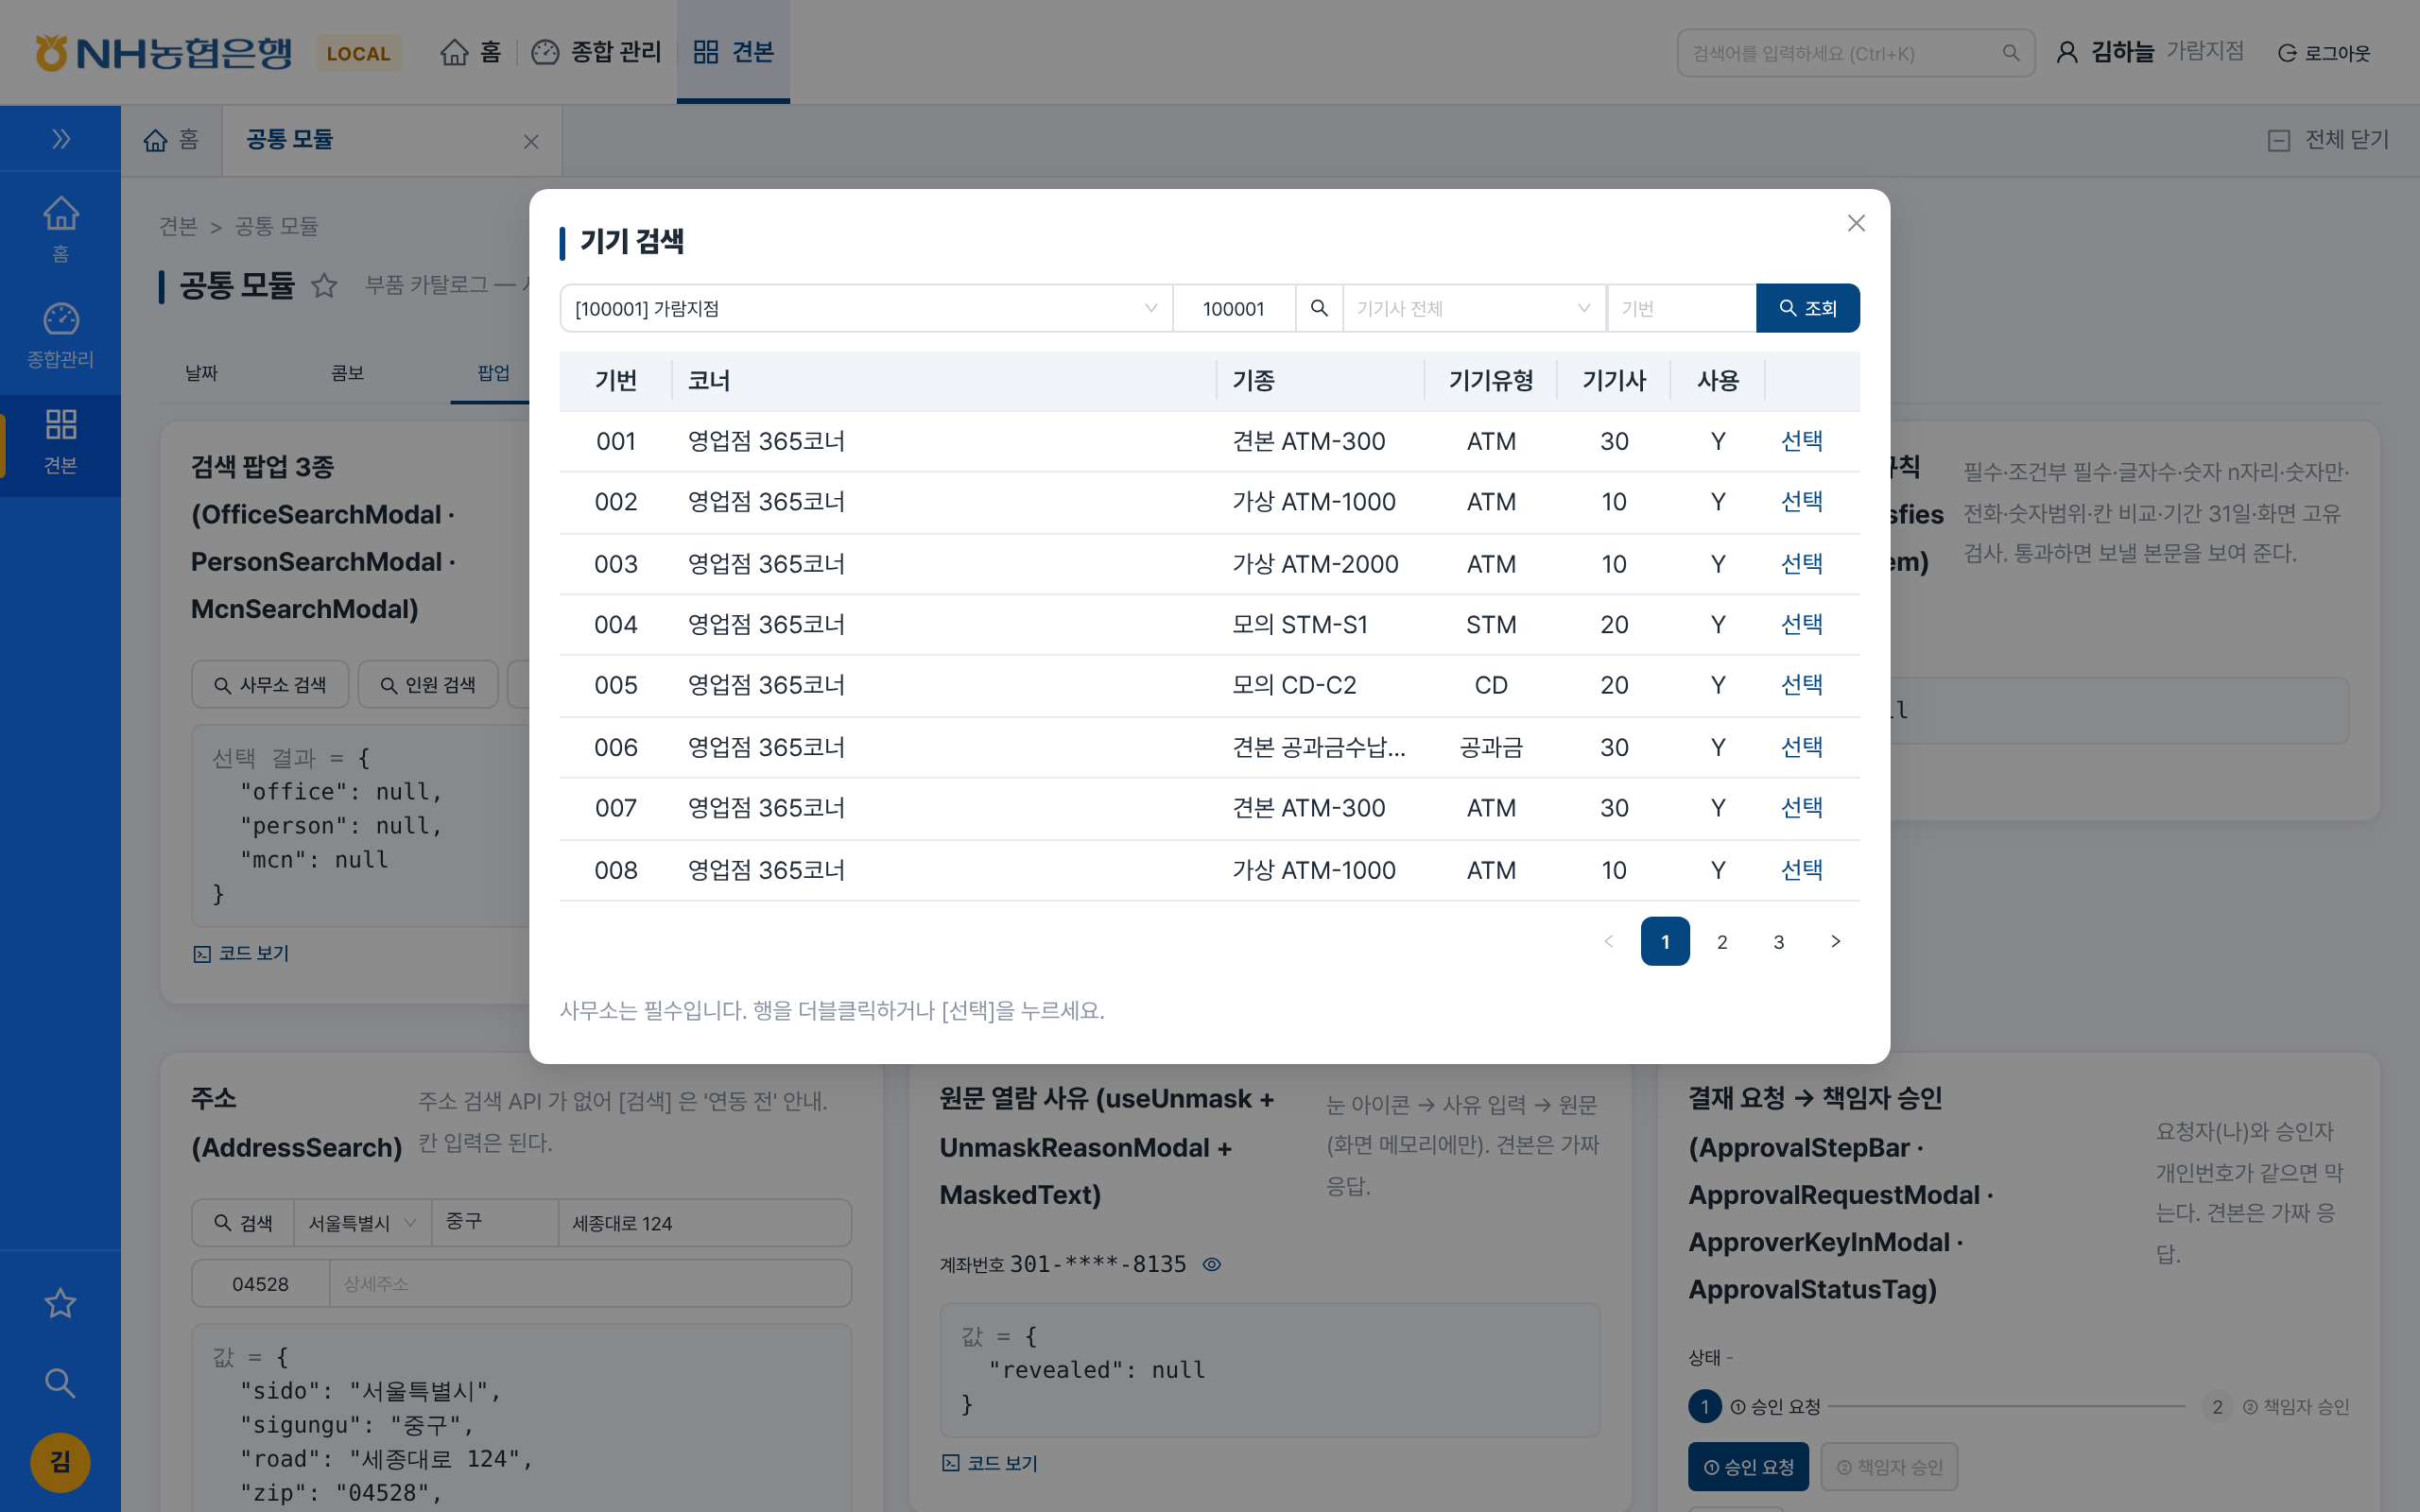 NH농협은행 LOCAL 홈 종합 관리 견본 검색어를 입력하세요 (Ctrl+K) 김하늘 가람지점 로그아웃
홈 공통 모듈 전체 닫기
홈
종합관리
견본
김
견본 > 공통 모듈
공통 모듈 부품 카탈로그 —
날짜 콤보 팝업
검색 팝업 3종
(OfficeSearchModal ·
PersonSearchModal ·
McnSearchModal)
사무소 검색 인원 검색
선택 결과 = {
"office": null,
"person": null,
"mcn": null
}
코드 보기
기기 검색
[100001] 가람지점 100001 기기사 전체 기번 조회
기번 코너 기종 기기유형 기기사 사용
001 영업점 365코너 견본 ATM-300 ATM 30 Y 선택
002 영업점 365코너 가상 ATM-1000 ATM 10 Y 선택
003 영업점 365코너 가상 ATM-2000 ATM 10 Y 선택
004 영업점 365코너 모의 STM-S1 STM 20 Y 선택
005 영업점 365코너 모의 CD-C2 CD 20 Y 선택
006 영업점 365코너 견본 공과금수납... 공과금 30 Y 선택
007 영업점 365코너 견본 ATM-300 ATM 30 Y 선택
008 영업점 365코너 가상 ATM-1000 ATM 10 Y 선택
1 2 3
사무소는 필수입니다. 행을 더블클릭하거나 [선택]을 누르세요.
필수·조건부 필수·글자수·숫자 n자리·숫자만·
전화·숫자범위·칸 비교·기간 31일·화면 고유
검사. 통과하면 보낼 본문을 보여 준다.
주소
(AddressSearch)
주소 검색 API 가 없어 [검색] 은 '연동 전' 안내.
칸 입력은 된다.
검색 서울특별시 중구 세종대로 124
04528 상세주소
값 = {
"sido": "서울특별시",
"sigungu": "중구",
"road": "세종대로 124",
"zip": "04528",
원문 열람 사유 (useUnmask +
UnmaskReasonModal +
MaskedText)
눈 아이콘 → 사유 입력 → 원문
(화면 메모리에만). 견본은 가짜
응답.
계좌번호 301-****-8135
값 = {
"revealed": null
}
코드 보기
결재 요청 → 책임자 승인
(ApprovalStepBar ·
ApprovalRequestModal ·
ApproverKeyInModal ·
ApprovalStatusTag)
요청자(나)와 승인자
개인번호가 같으면 막
는다. 견본은 가짜 응
답.
상태 -
1 ① 승인 요청 2 ② 책임자 승인
① 승인 요청 ② 책임자 승인